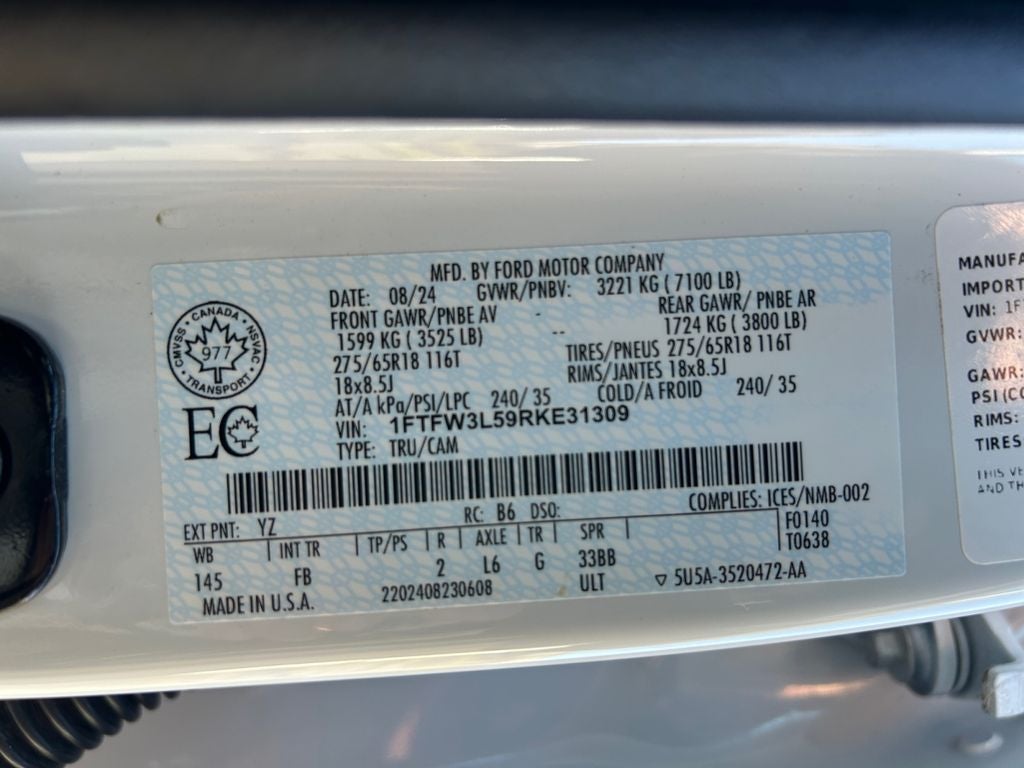 MFD. BY FORD MOTOR COMPANY
DATE: 08/24 GVWR/PNBV: 3221 KG ( 7100 LB)
FRONT GAWR/PNBE AV REAR GAWR/ PNBE AR
1599 KG ( 3525 LB) -- 1724 KG ( 3800 LB)
275/65R18 116T TIRES/PNEUS 275/65R18 116T
18x8.5J RIMS/JANTES 18x8.5J
AT/A kPa/PSI/LPC 240/ 35 COLD/A FROID 240/ 35
VIN: 1FTFW3L59RKE31309
TYPE: TRU/CAM
CMVSS • CANADA • NSVAC
977
• TRANSPORT •
EC
COMPLIES: ICES/NMB-002
EXT PNT: YZ RC: B6 DSO:
WB | INT TR | TP/PS | R | AXLE | TR | SPR | F0140
T0638
145 FB 2 L6 G 33BB
MADE IN U.S.A. 2202408230608 ULT 5U5A-3520472-AA
MANUFA
IMPORT
VIN: 1F
GVWR:
GAWR:
PSI (CO
RIMS:
TIRES
THIS VE
AND TH